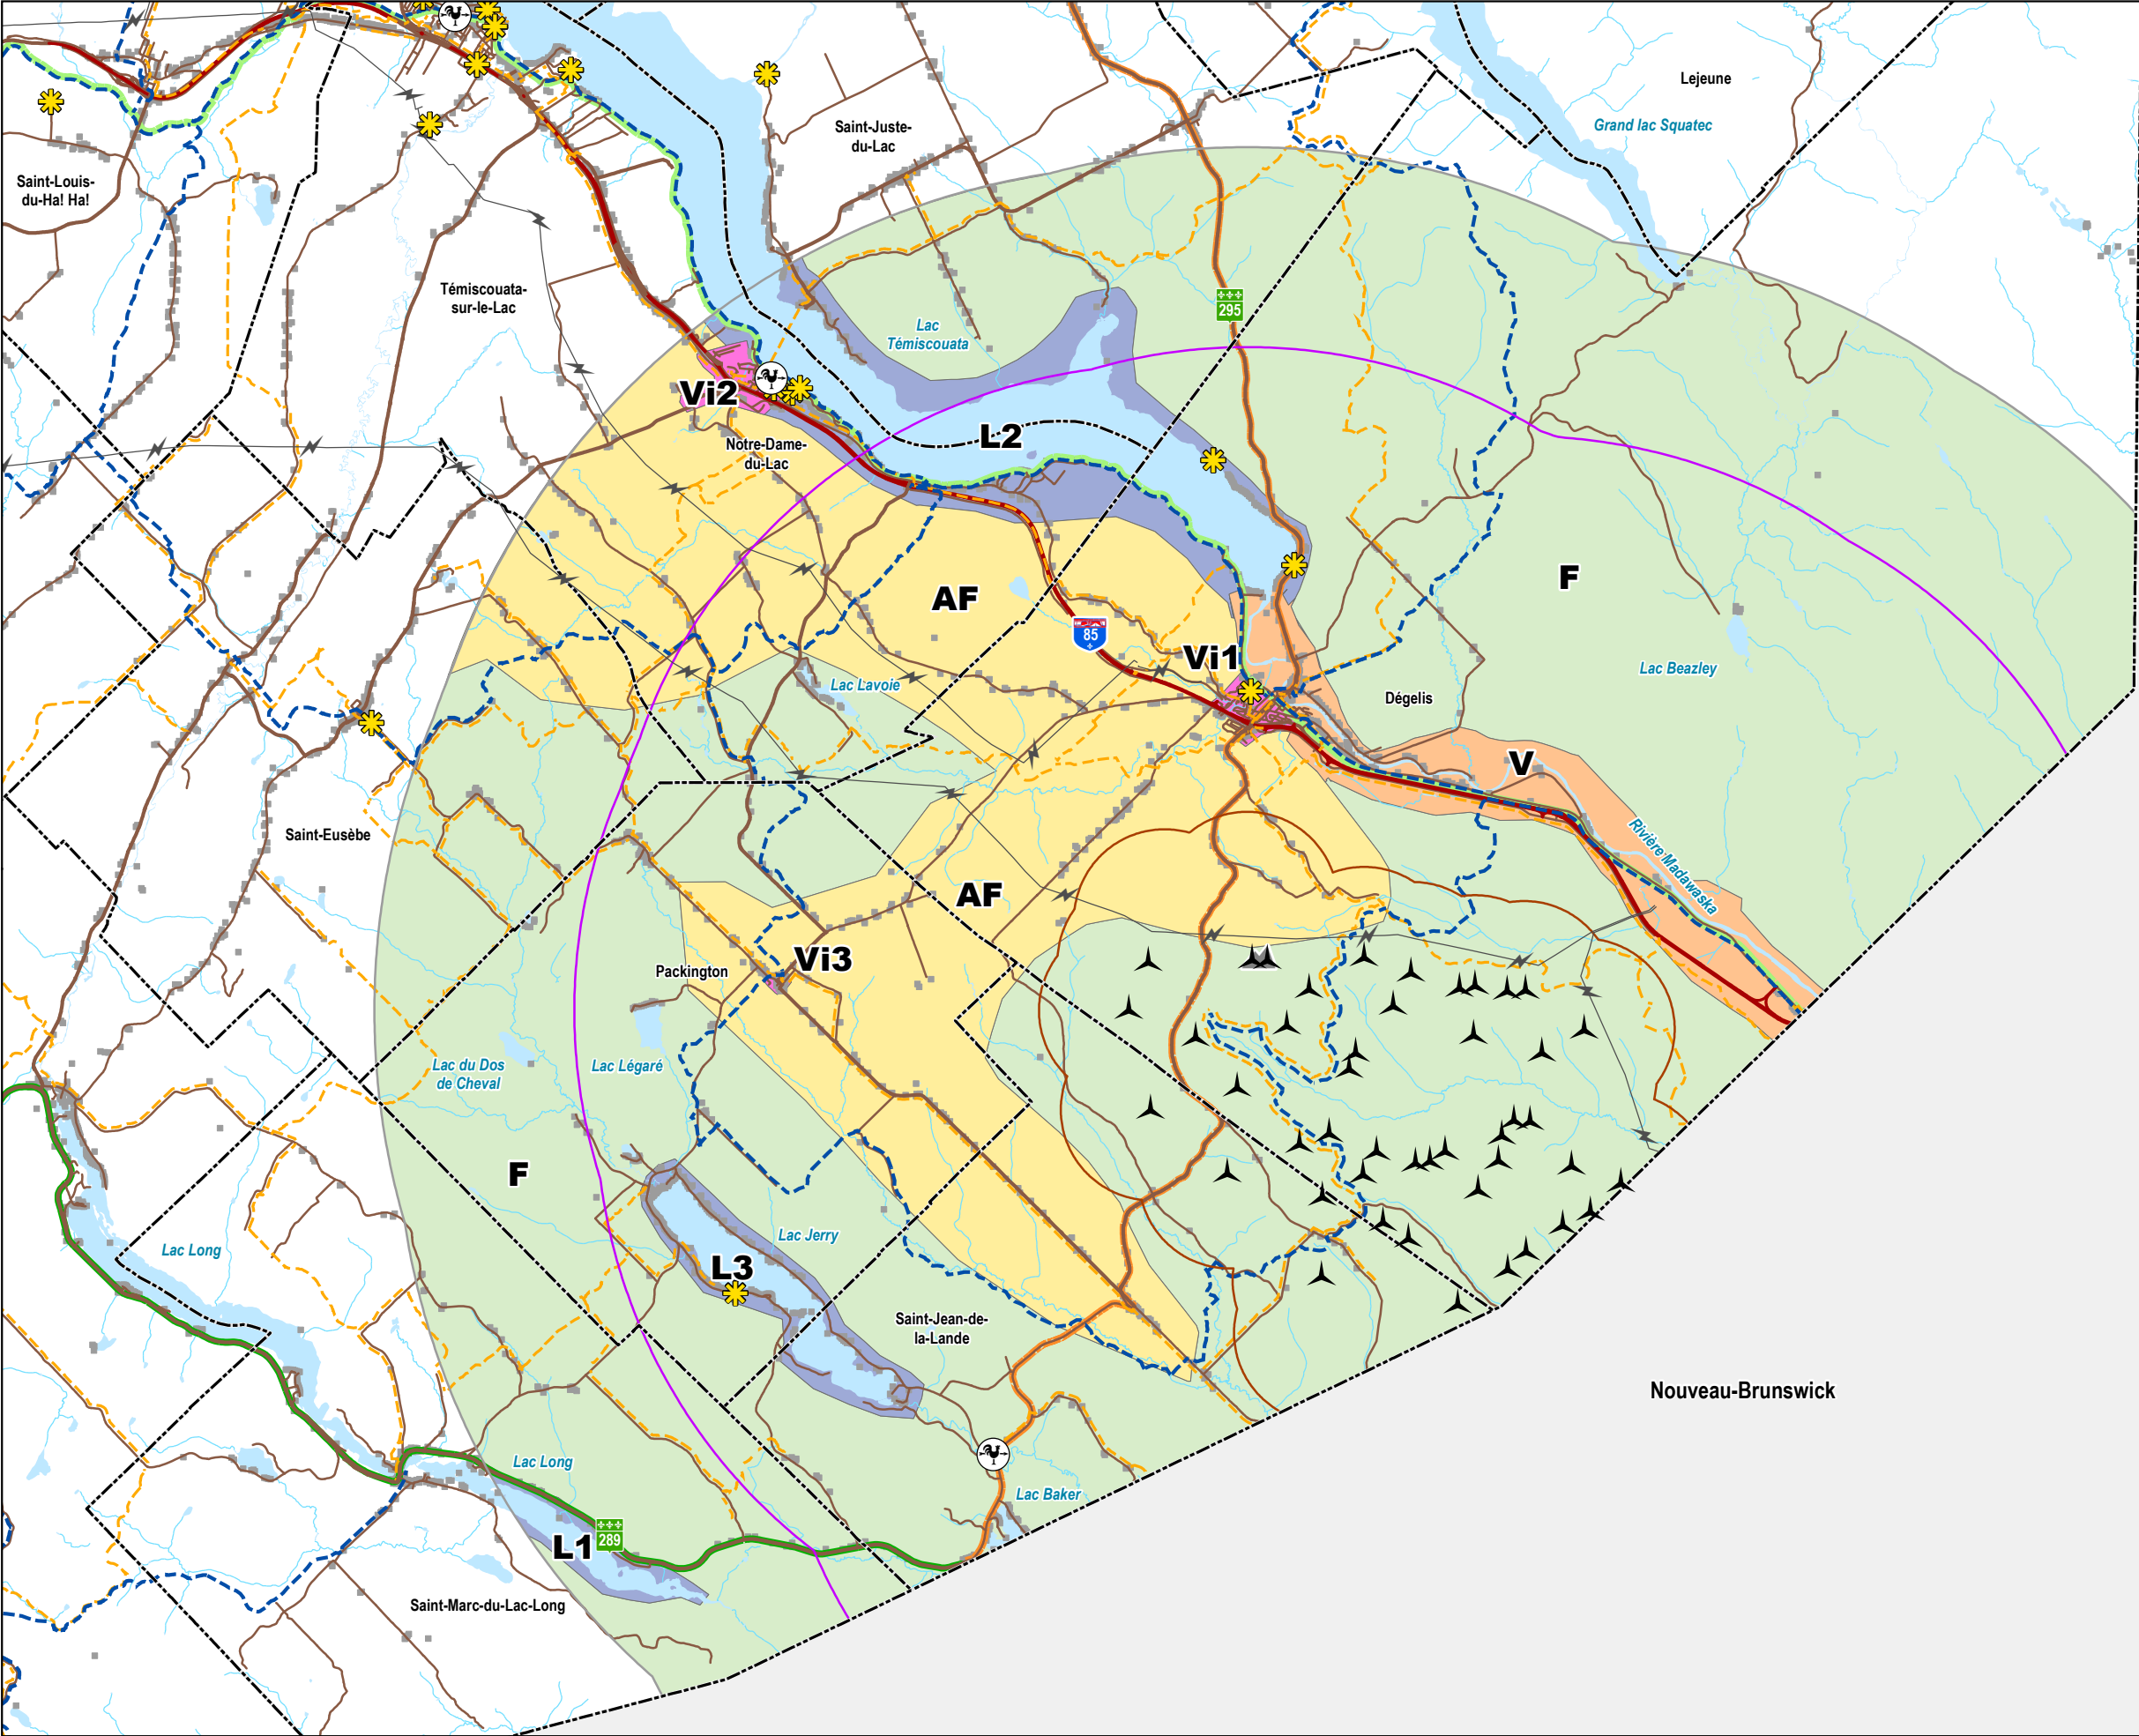 Lejeune
Grand lac Squatec
Saint-Juste-
du-Lac
Saint-Louis-
du-Ha! Ha!
Témiscouata-
sur-le-Lac
295
Lac
Témiscouata
Vi2
L2
Notre-Dame-
du-Lac
F
AF
85
Vi1
Lac Beazley
Lac Lavoie
Dégelis
V
Saint-Eusèbe
Rivière Madawaska
AF
Vi3
Packington
Lac du Dos
de Cheval
Lac Légaré
F
Lac Jerry
Lac Long
L3
Saint-Jean-de-
la-Lande
Nouveau-Brunswick
Lac Long
Lac Baker
289
L1
Saint-Marc-du-Lac-Long